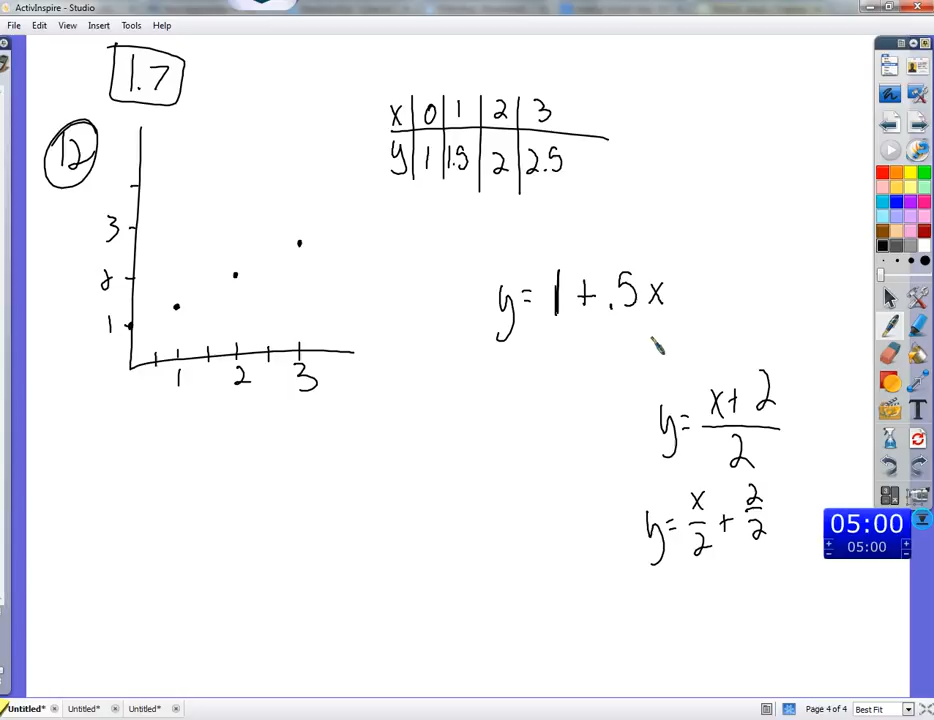 ActivInspire - Studio
File Edit View Insert Tools Help
1.7
12
x 0 1 2 3
y 1 1.5 2 2.5
3
2
1
1 2 3
y = 1 + .5x
y = x + 2
2
y = x/2 + 2/2
T
05:00
05:00
Untitled* Untitled* Untitled* Page 4 of 4 Best Fit